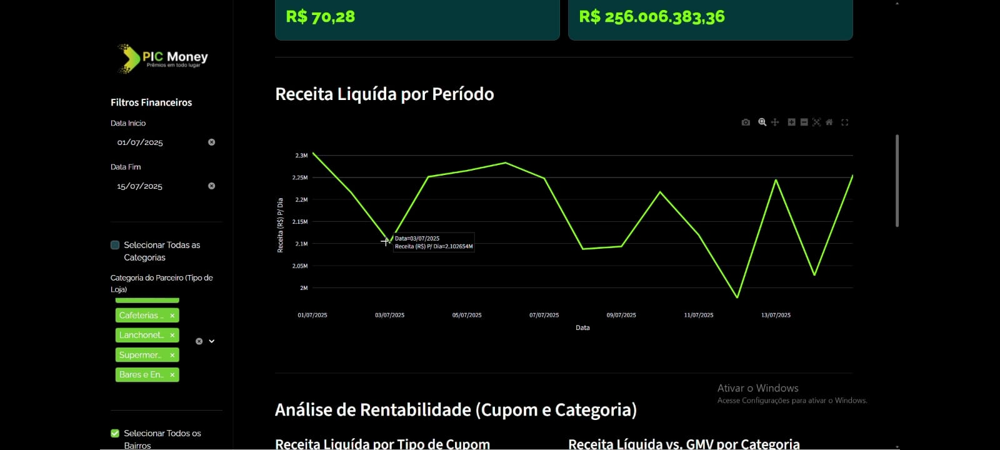 R$ 70,28
R$ 256.006.383,36
PIC Money
Prêmios em todo lugar
Filtros Financeiros
Data Início
01/07/2025
Data Fim
15/07/2025
Selecionar Todas as
Categorias
Categoria do Parceiro (Tipo de
Loja)
Cafeterias ...
Lanchonet...
Supermer...
Bares e En...
Selecionar Todos os
Bairros
Receita Liquída por Período
2.3M
2.25M
2.2M
2.15M
2.1M
2.05M
2M
Receita (R$) P/ Dia
Data=03/07/2025
Receita (R$) P/ Dia=2.102654M
01/07/2025
03/07/2025
05/07/2025
07/07/2025
09/07/2025
11/07/2025
13/07/2025
Data
Ativar o Windows
Acesse Configurações para ativar o Windows.
Análise de Rentabilidade (Cupom e Categoria)
Receita Liquída por Tipo de Cupom
Receita Líquida vs. GMV por Categoria